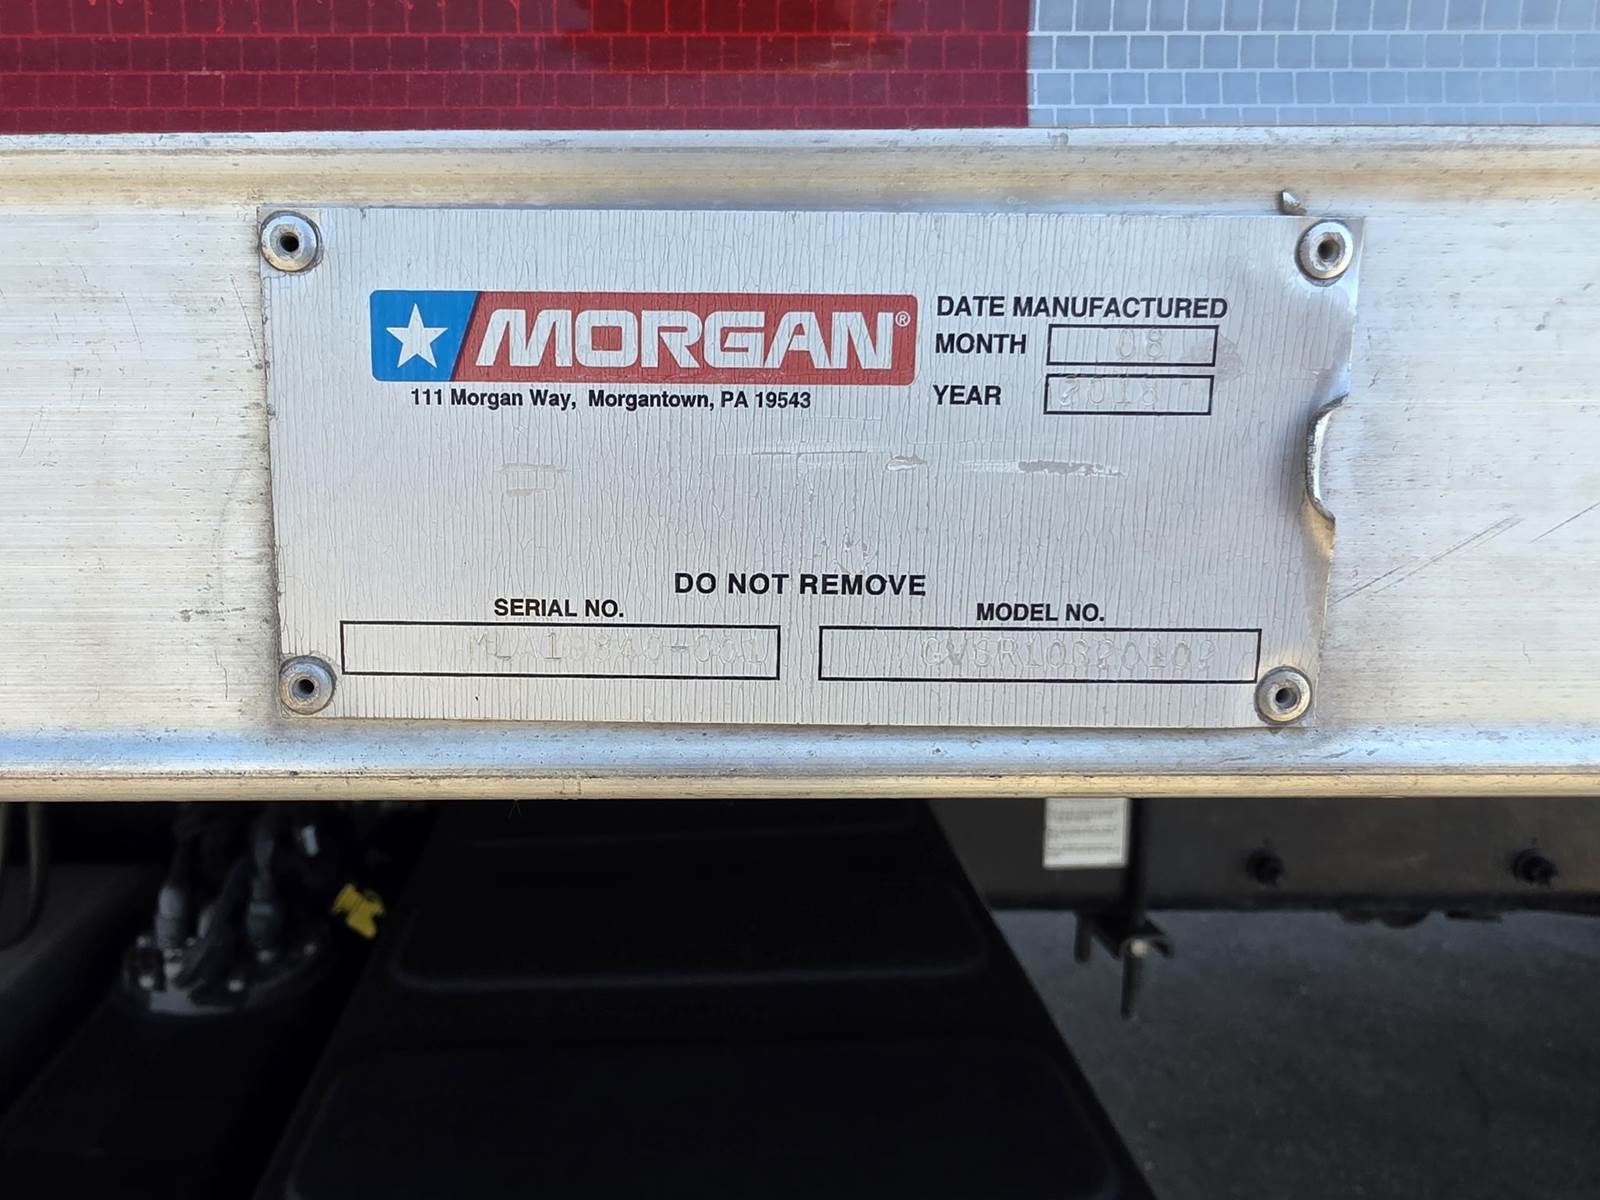 MORGAN®
111 Morgan Way, Morgantown, PA 19543
DATE MANUFACTURED
MONTH 08
YEAR 2018
DO NOT REMOVE
SERIAL NO.
MODEL NO.